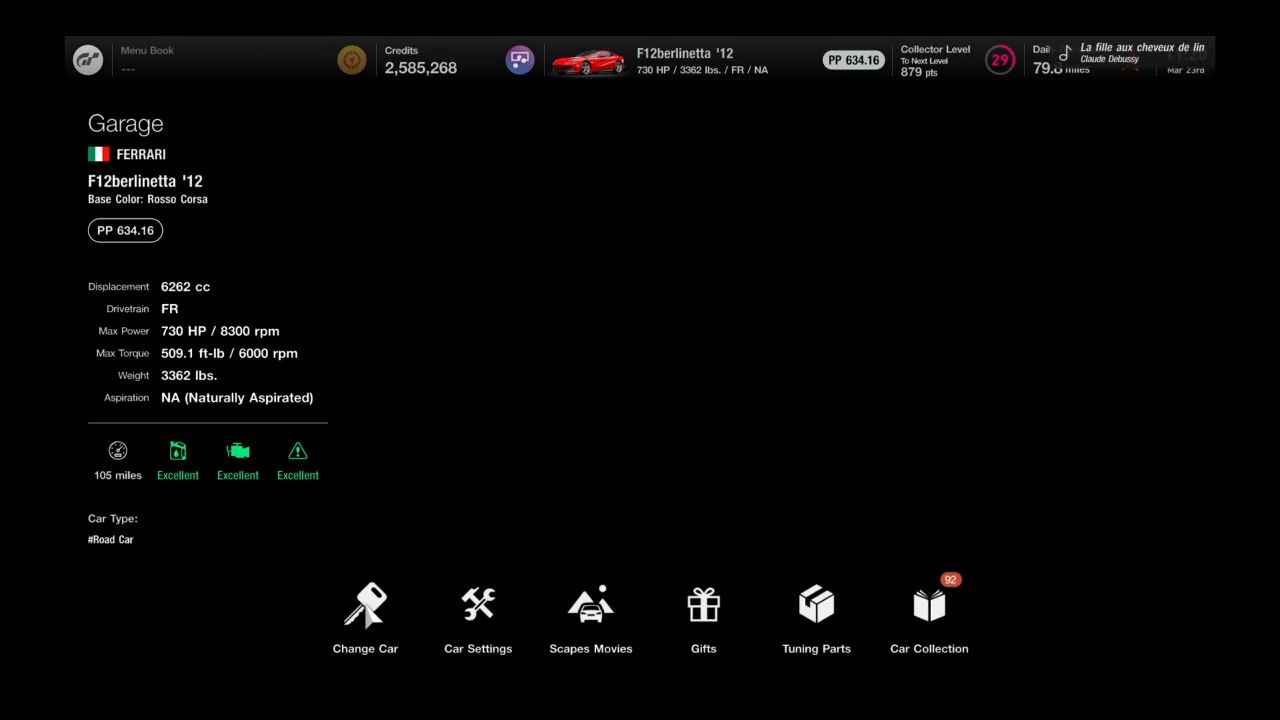 Menu Book
---
Credits
2,585,268
F12berlinetta '12
730 HP / 3362 lbs. / FR / NA
PP 634.16
Collector Level
To Next Level
879 pts
29
Dail
79.8 miles
La fille aux cheveux de lin
Claude Debussy
Mar 23rd
Garage
FERRARI
F12berlinetta '12
Base Color: Rosso Corsa
PP 634.16
Displacement 6262 cc
Drivetrain FR
Max Power 730 HP / 8300 rpm
Max Torque 509.1 ft-lb / 6000 rpm
Weight 3362 lbs.
Aspiration NA (Naturally Aspirated)
105 miles Excellent Excellent Excellent
Car Type:
#Road Car
92
Change Car Car Settings Scapes Movies Gifts Tuning Parts Car Collection